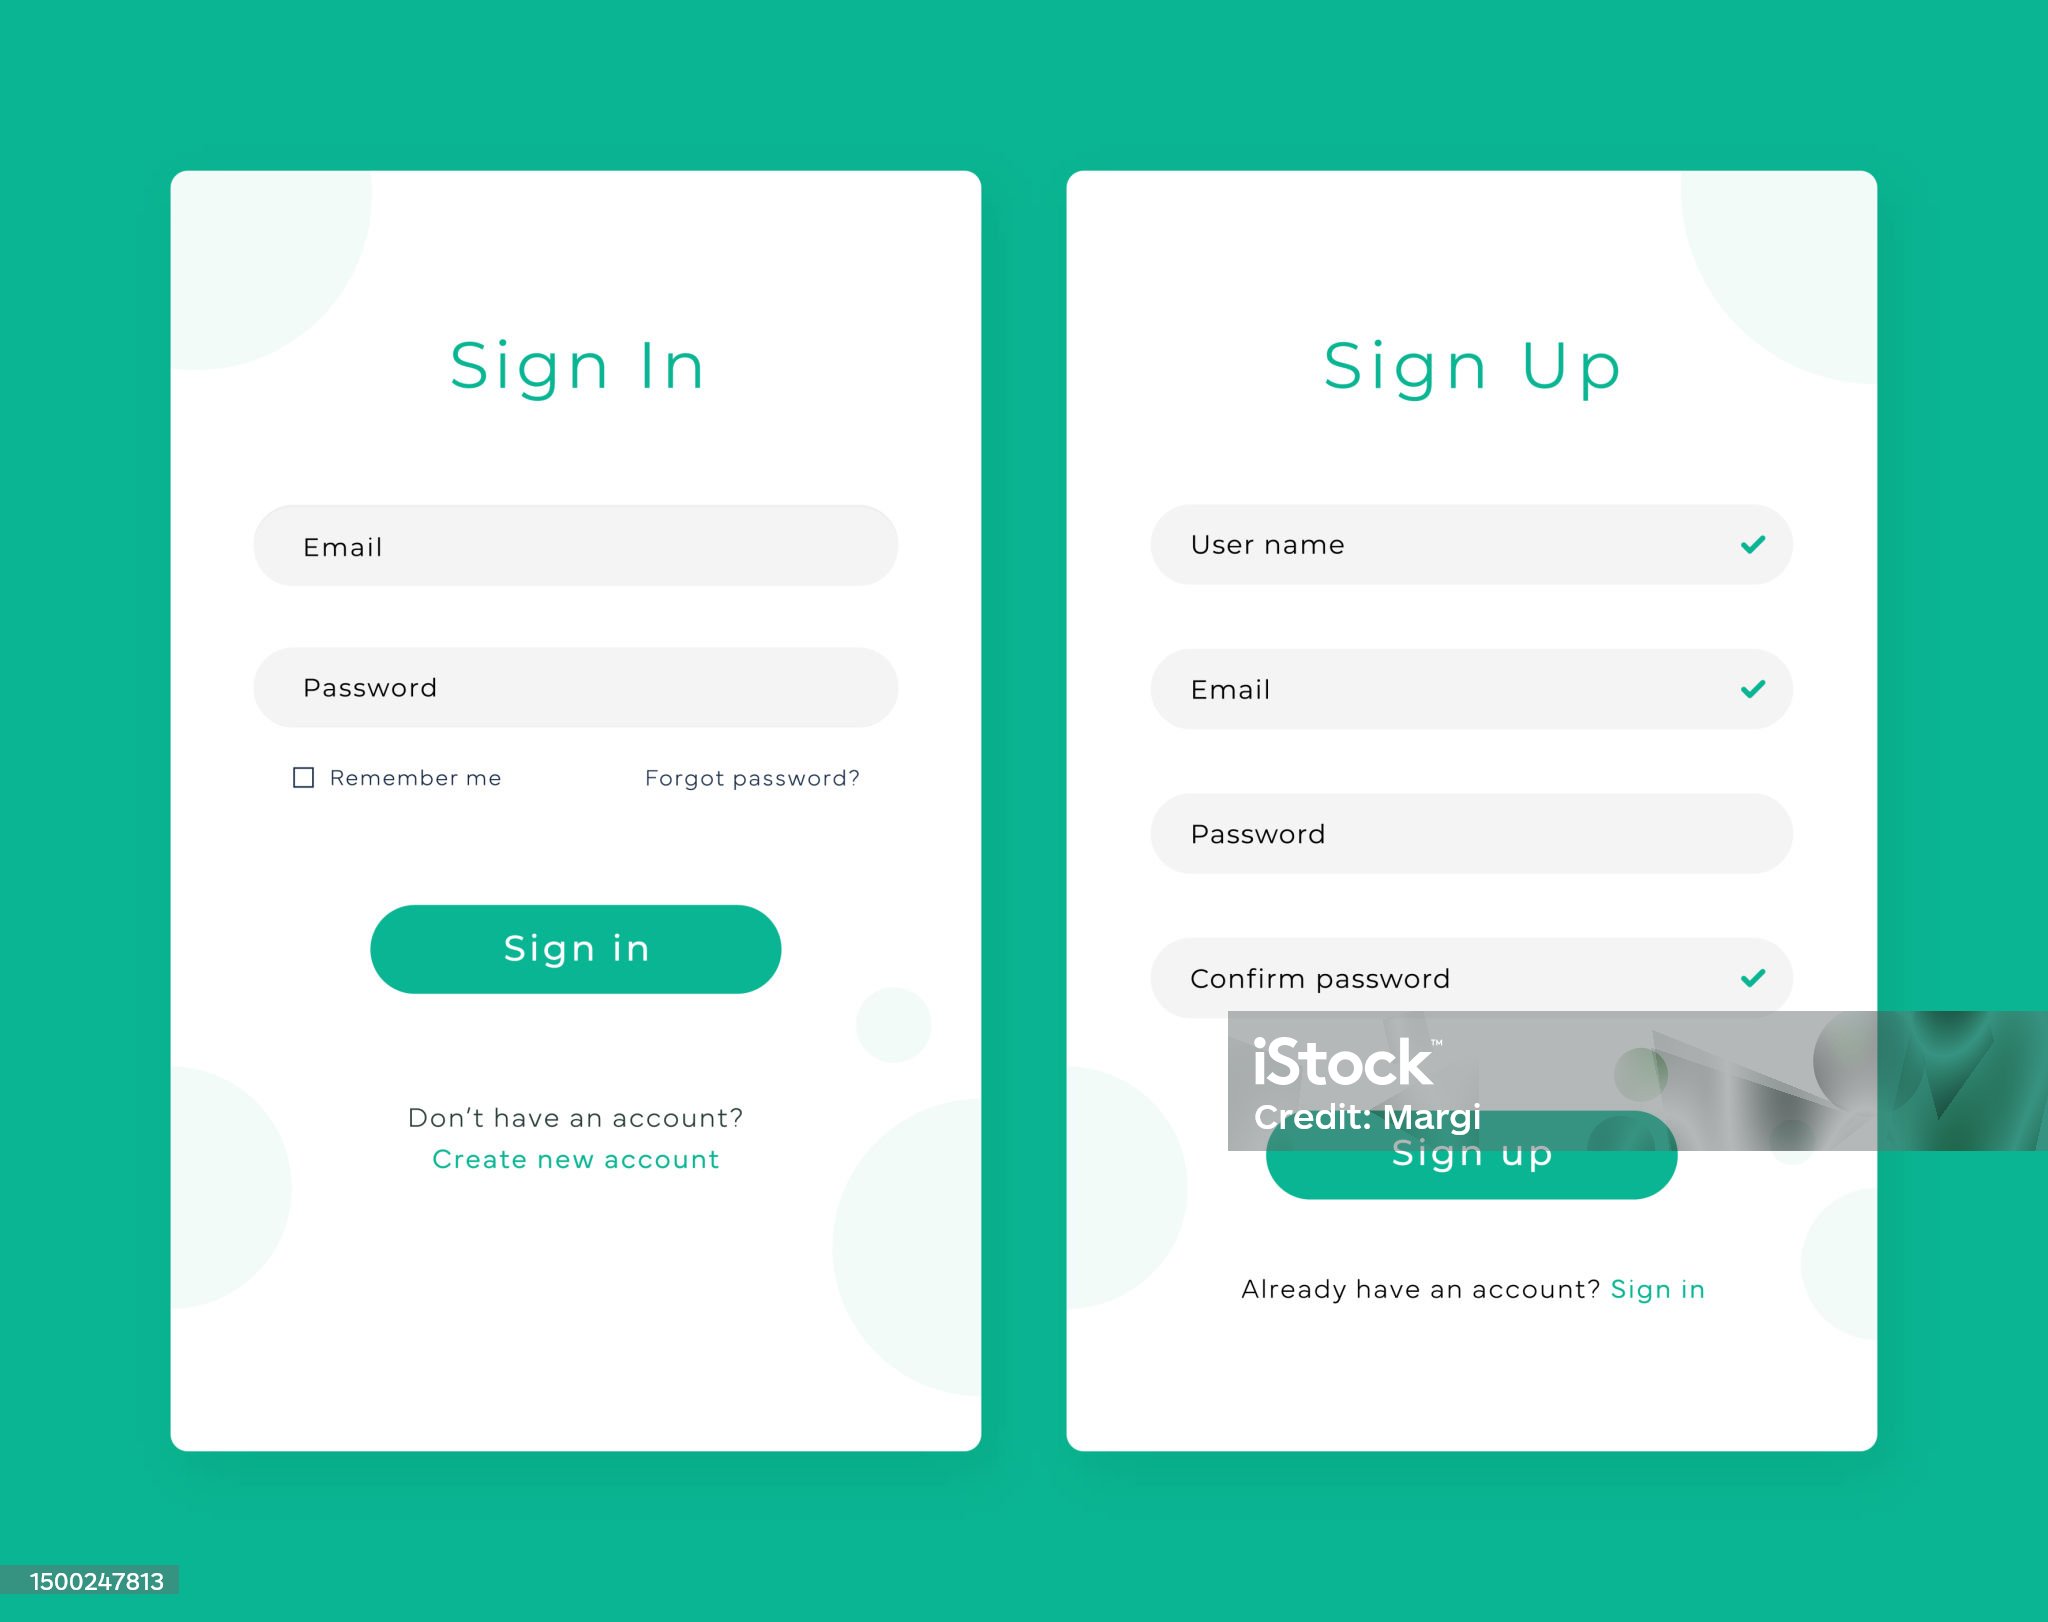 Sign In
Email
Password
Remember me
Forgot password?
Sign in
Don’t have an account?
Create new account
Sign Up
User name
Email
Password
Confirm password
iStock™
Credit: Margi
Sign up
Already have an account? Sign in
1500247813